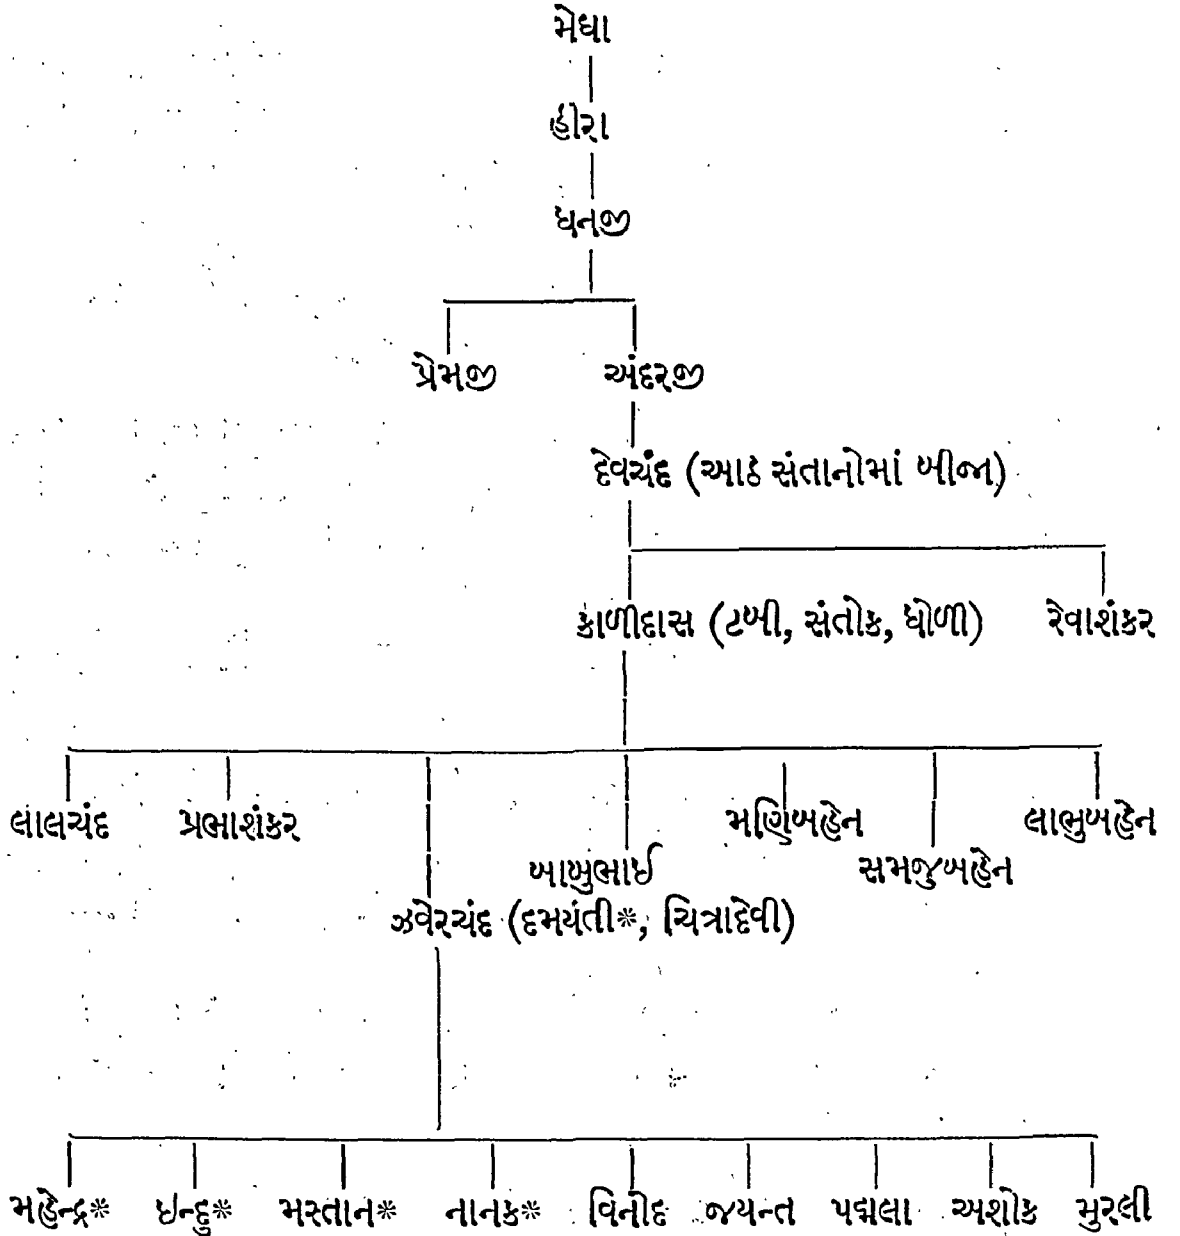 મેઘા
હીરા
ધનજી
પ્રેમજી અંદરજી
દેવચંદ (આઠ સંતાનોમાં બીજા)
કાળીદાસ (ટબી, સંતોક, ધોળી) રેવાશંકર
લાલચંદ પ્રભાશંકર મણિબહેન લાભુબહેન
બાબુભાઈ સમજુબહેન
ઝવેરચંદ (દમયંતી*, ચિત્રાદેવી)
મહેન્દ્ર* ઇન્દુ* મસ્તાન* નાનક* વિનોદ જયન્ત પદ્મલા અશોક મુરલી